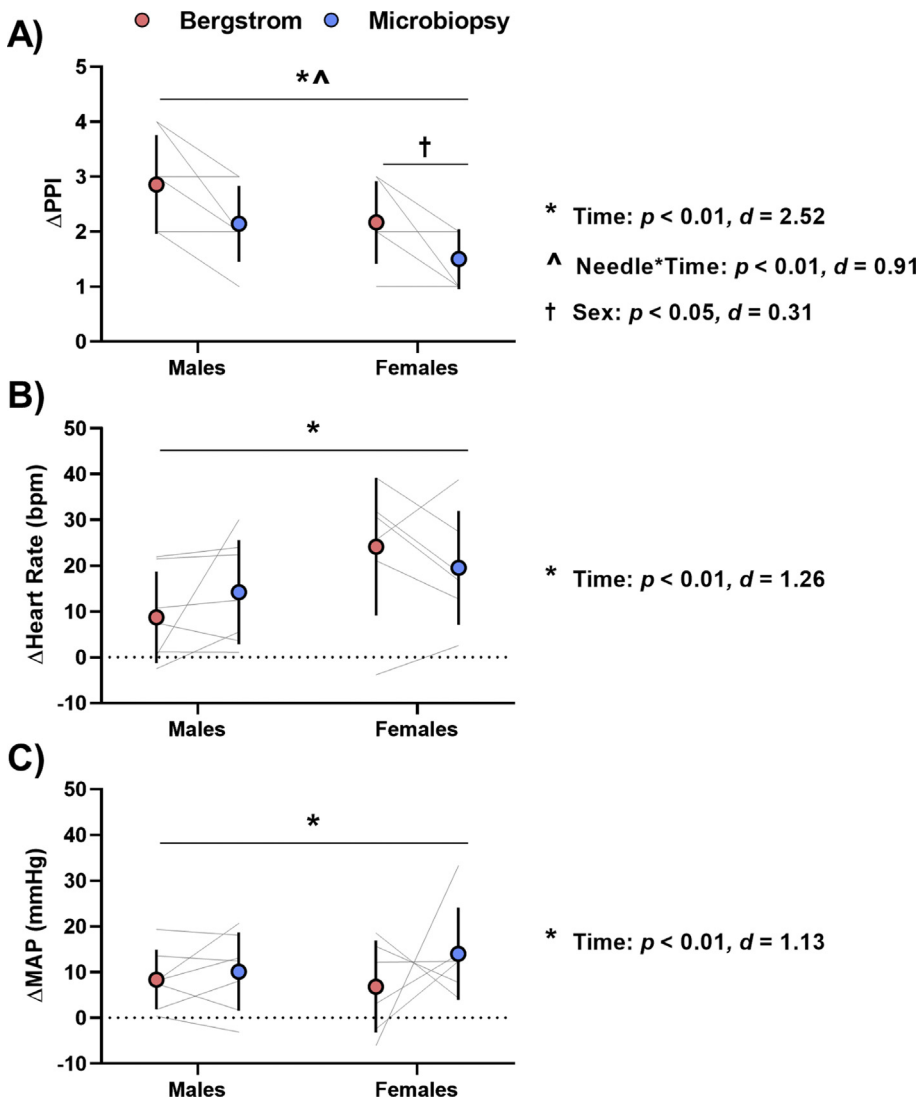 A)
Bergstrom Microbiopsy
5
4
3
2
1
0
ΔPPI
*^
†
Males Females
* Time: p < 0.01, d = 2.52
^ Needle*Time: p < 0.01, d = 0.91
† Sex: p < 0.05, d = 0.31
B)
50
40
30
20
10
0
-10
ΔHeart Rate (bpm)
*
Males Females
* Time: p < 0.01, d = 1.26
C)
50
40
30
20
10
0
-10
ΔMAP (mmHg)
*
Males Females
* Time: p < 0.01, d = 1.13